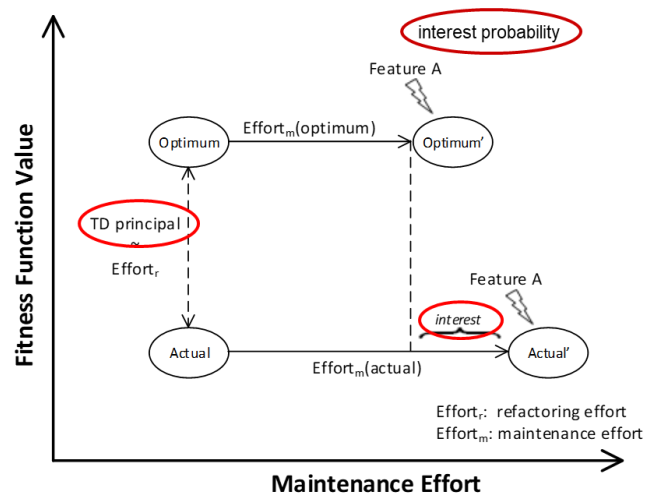 interest probability
Feature A
Effortm(optimum)
Optimum
Optimum'
TD principal
≈
Effortr
Feature A
interest
Actual
Effortm(actual)
Actual'
Effortr: refactoring effort
Effortm: maintenance effort
Fitness Function Value
Maintenance Effort